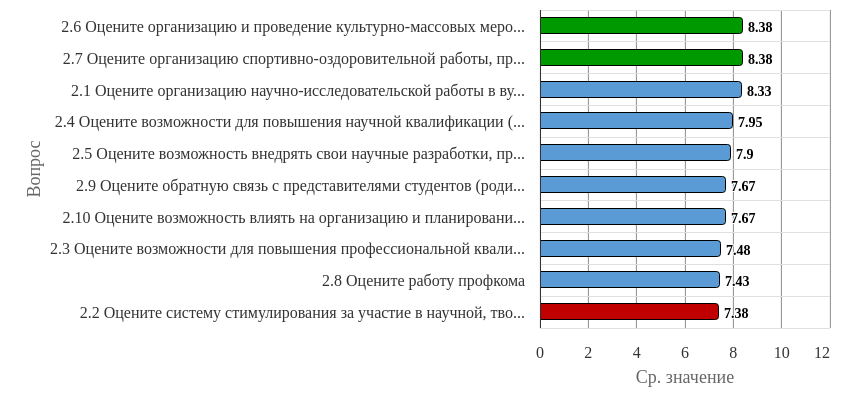 2.6 Оцените организацию и проведение культурно-массовых меро... 8.38
2.7 Оцените организацию спортивно-оздоровительной работы, пр... 8.38
2.1 Оцените организацию научно-исследовательской работы в ву... 8.33
2.4 Оцените возможности для повышения научной квалификации (... 7.95
2.5 Оцените возможность внедрять свои научные разработки, пр... 7.9
2.9 Оцените обратную связь с представителями студентов (роди... 7.67
2.10 Оцените возможность влиять на организацию и планировани... 7.67
2.3 Оцените возможности для повышения профессиональной квали... 7.48
2.8 Оцените работу профкома 7.43
2.2 Оцените систему стимулирования за участие в научной, тво... 7.38
Вопрос
0 2 4 6 8 10 12
Ср. значение